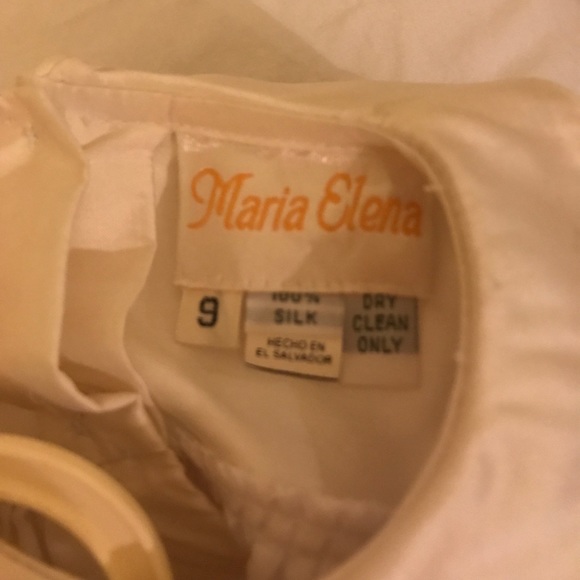 Maria Elena
9
100%
SILK
HECHO EN
EL SALVADOR
DRY
CLEAN
ONLY